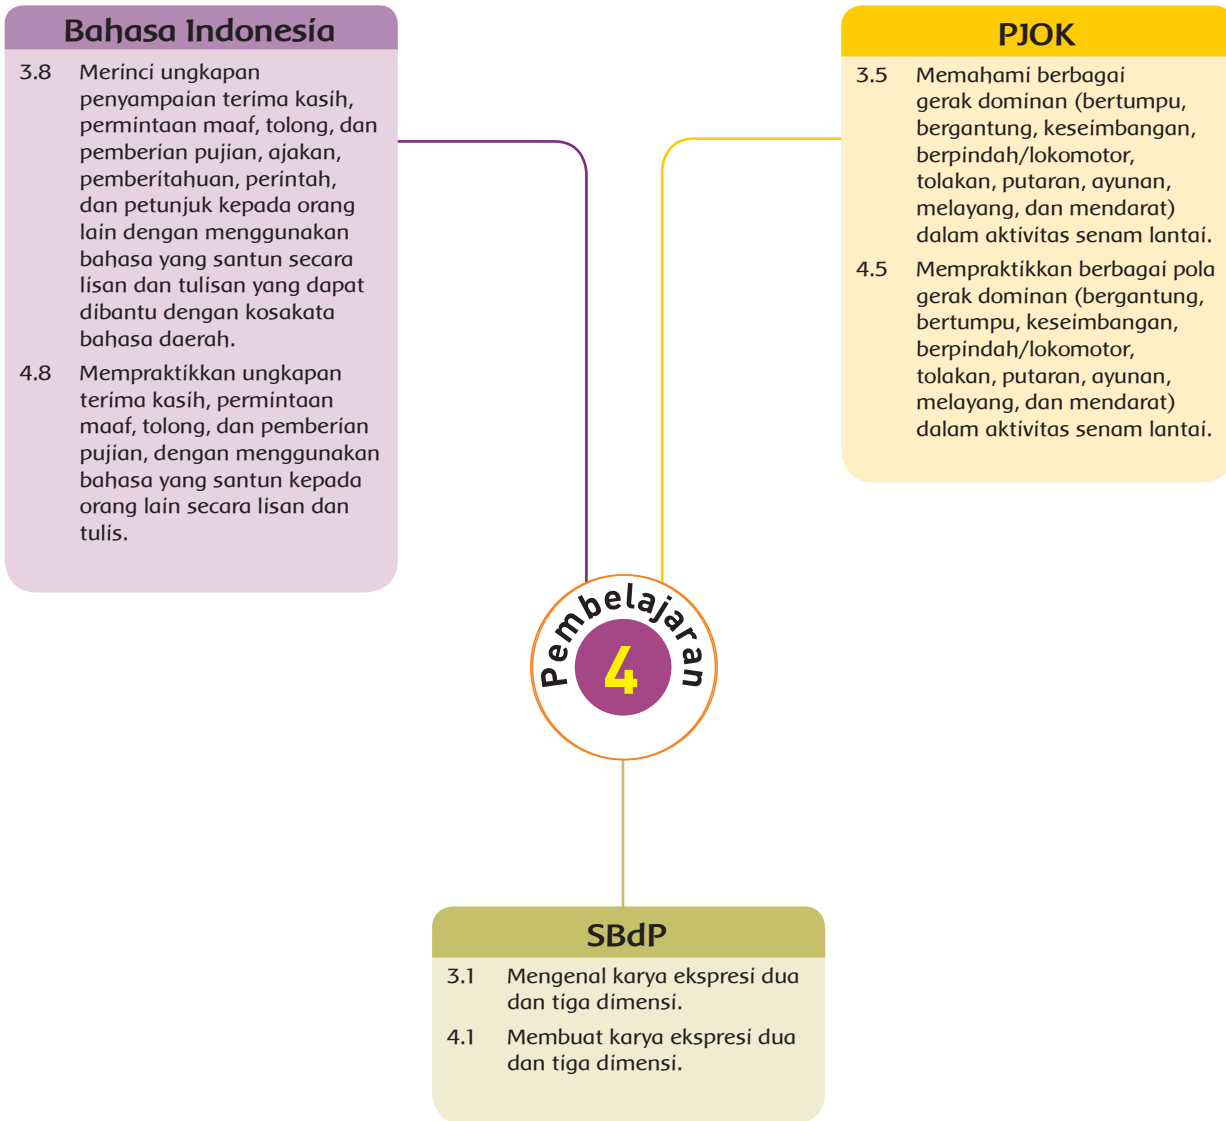 Bahasa Indonesia
3.8 Merinci ungkapan
penyampaian terima kasih,
permintaan maaf, tolong, dan
pemberian pujian, ajakan,
pemberitahuan, perintah,
dan petunjuk kepada orang
lain dengan menggunakan
bahasa yang santun secara
lisan dan tulisan yang dapat
dibantu dengan kosakata
bahasa daerah.
4.8 Mempraktikkan ungkapan
terima kasih, permintaan
maaf, tolong, dan pemberian
pujian, dengan menggunakan
bahasa yang santun kepada
orang lain secara lisan dan
tulis.
PJOK
3.5 Memahami berbagai
gerak dominan (bertumpu,
bergantung, keseimbangan,
berpindah/lokomotor,
tolakan, putaran, ayunan,
melayang, dan mendarat)
dalam aktivitas senam lantai.
4.5 Mempraktikkan berbagai pola
gerak dominan (bergantung,
bertumpu, keseimbangan,
berpindah/lokomotor,
tolakan, putaran, ayunan,
melayang, dan mendarat)
dalam aktivitas senam lantai.
Pembelajaran
4
SBdP
3.1 Mengenal karya ekspresi dua
dan tiga dimensi.
4.1 Membuat karya ekspresi dua
dan tiga dimensi.